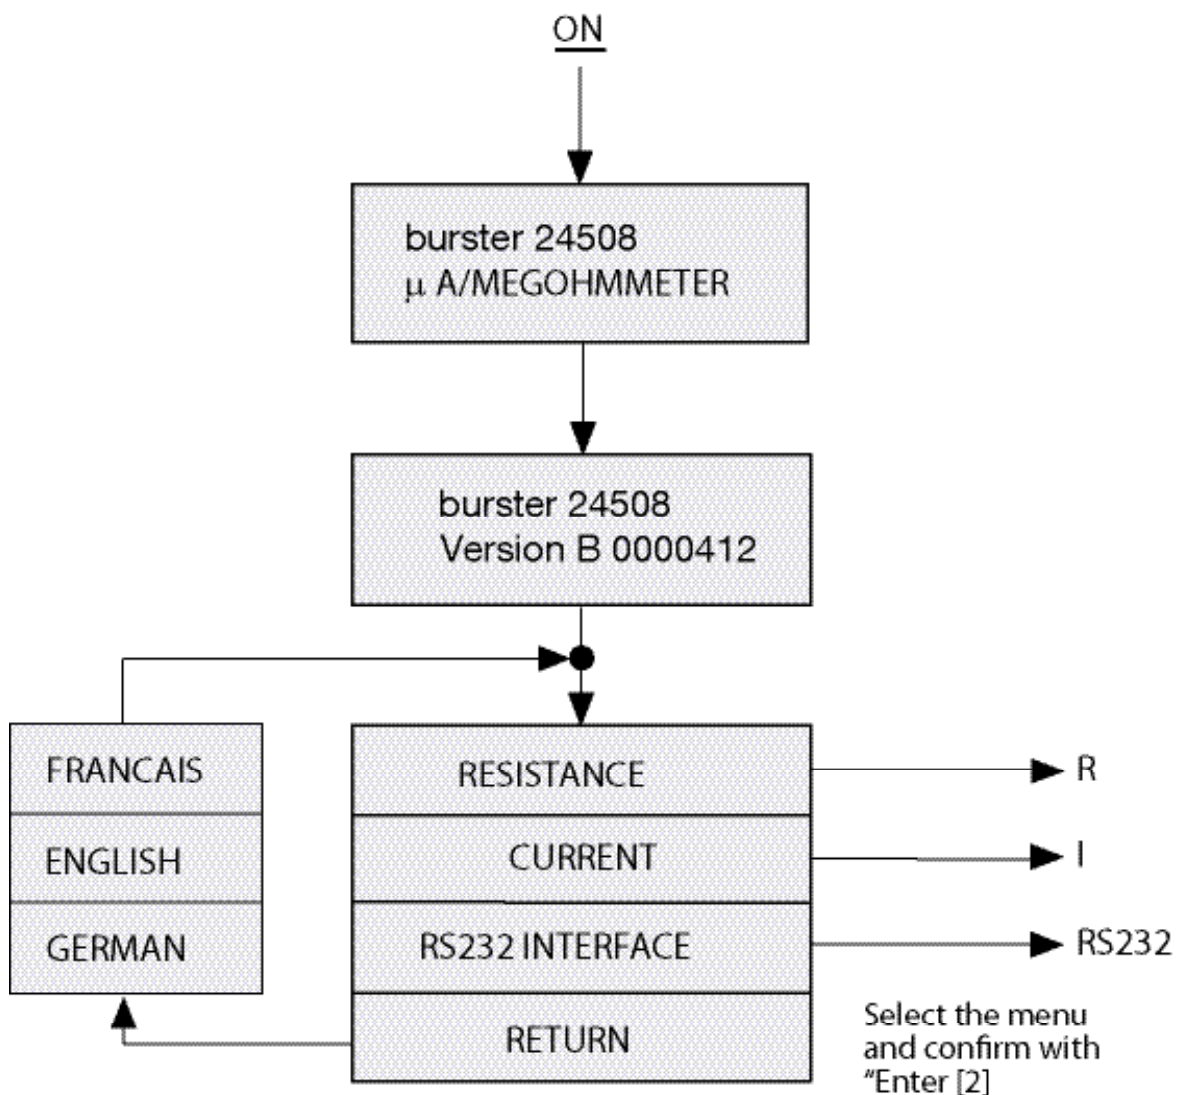 ON
burster 24508
µ A/MEGOHMMETER
burster 24508
Version B 0000412
FRANCAIS
ENGLISH
GERMAN
RESISTANCE
CURRENT
RS232 INTERFACE
RETURN
R
I
RS232
Select the menu
and confirm with
"Enter [2]